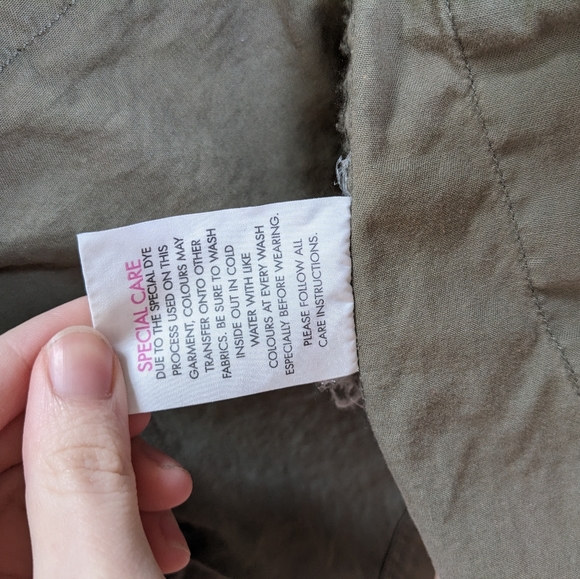 SPECIAL CARE
DUE TO THE SPECIAL DYE
PROCESS USED ON THIS
GARMENT, COLOURS MAY
TRANSFER ONTO OTHER
FABRICS. BE SURE TO WASH
INSIDE OUT IN COLD
WATER WITH LIKE
COLOURS AT EVERY WASH
ESPECIALLY BEFORE WEARING.
PLEASE FOLLOW ALL
CARE INSTRUCTIONS.